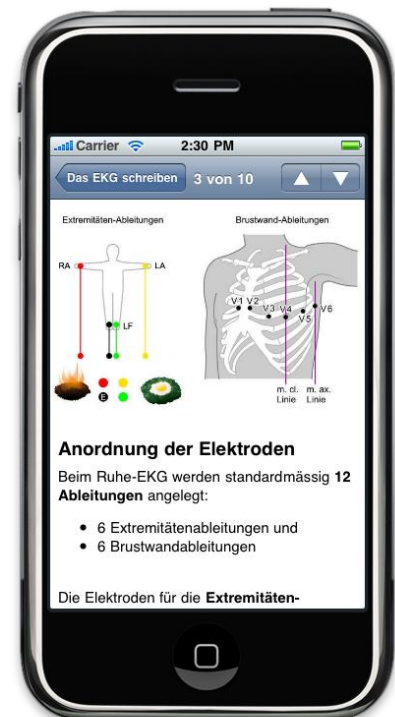 Carrier 2:30 PM
Das EKG schreiben 3 von 10
Extremitäten-Ableitungen Brustwand-Ableitungen
RA LA
V1 V2 V3 V4 V5 V6
LF
E
m. cl. Linie
m. ax. Linie
Anordnung der Elektroden
Beim Ruhe-EKG werden standardmässig 12
Ableitungen angelegt:
• 6 Extremitätenableitungen und
• 6 Brustwandableitungen
Die Elektroden für die Extremitäten-